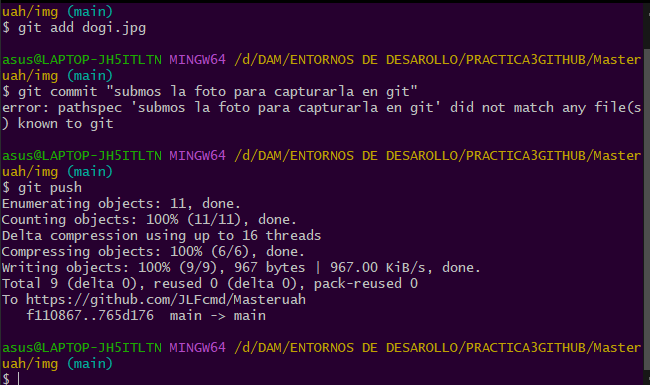 uah/img (main)
$ git add dogi.jpg
asus@LAPTOP-JH5ITLTN MINGW64 /d/DAM/ENTORNOS DE DESAROLLO/PRACTICA3GITHUB/Master
uah/img (main)
$ git commit "submos la foto para capturarla en git"
error: pathspec 'submos la foto para capturarla en git' did not match any file(s
) known to git
asus@LAPTOP-JH5ITLTN MINGW64 /d/DAM/ENTORNOS DE DESAROLLO/PRACTICA3GITHUB/Master
uah/img (main)
$ git push
Enumerating objects: 11, done.
Counting objects: 100% (11/11), done.
Delta compression using up to 16 threads
Compressing objects: 100% (6/6), done.
Writing objects: 100% (9/9), 967 bytes | 967.00 KiB/s, done.
Total 9 (delta 0), reused 0 (delta 0), pack-reused 0
To https://github.com/JLFcmd/Masteruah
   f110867..765d176  main -> main
asus@LAPTOP-JH5ITLTN MINGW64 /d/DAM/ENTORNOS DE DESAROLLO/PRACTICA3GITHUB/Master
uah/img (main)
$